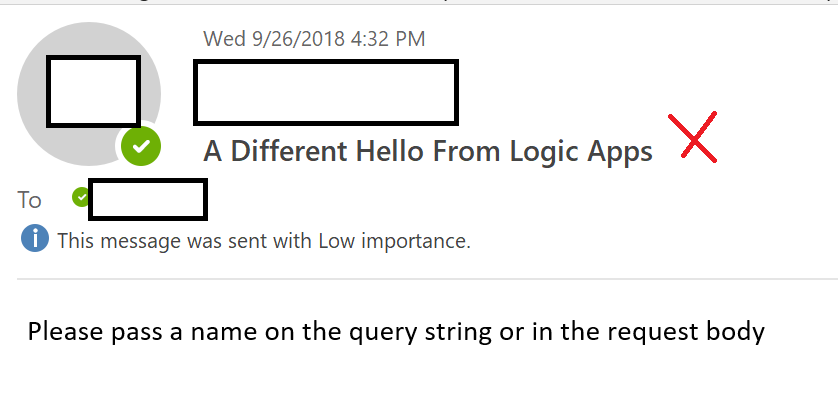 Wed 9/26/2018 4:32 PM
A Different Hello From Logic Apps
To
This message was sent with Low importance.
Please pass a name on the query string or in the request body